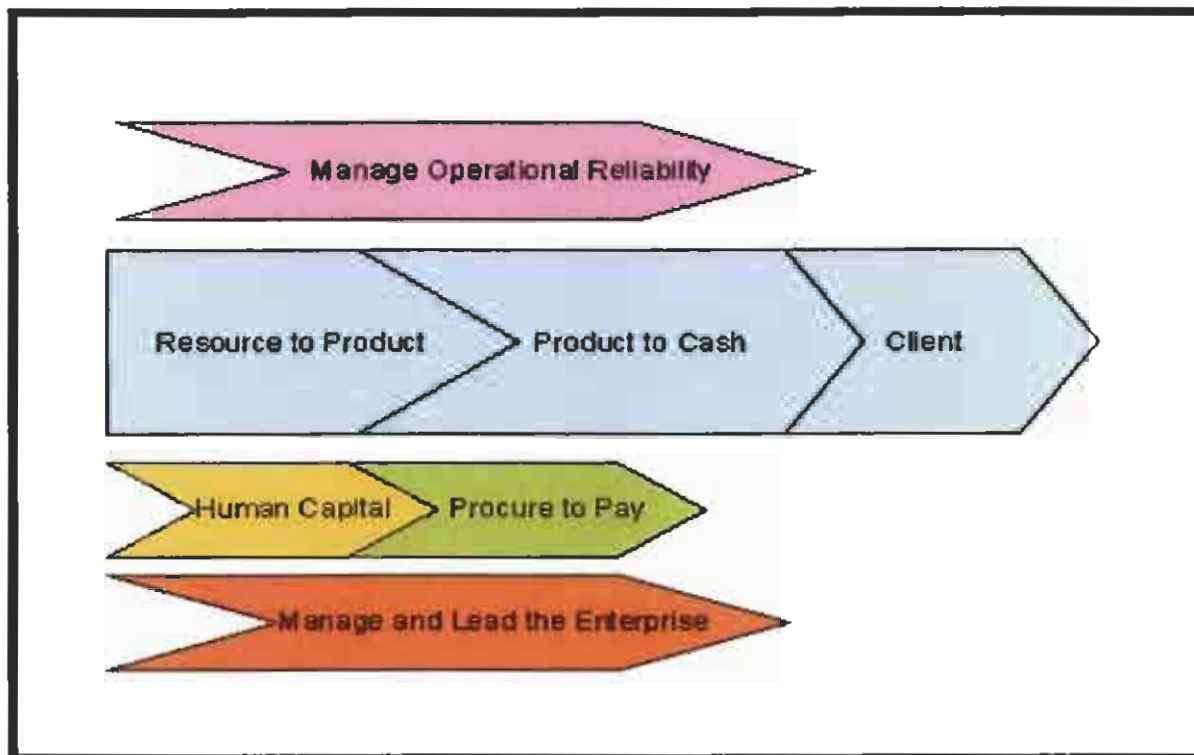 Manage Operational Reliability
Resource to Product
Product to Cash
Client
Human Capital
Procure to Pay
Manage and Lead the Enterprise